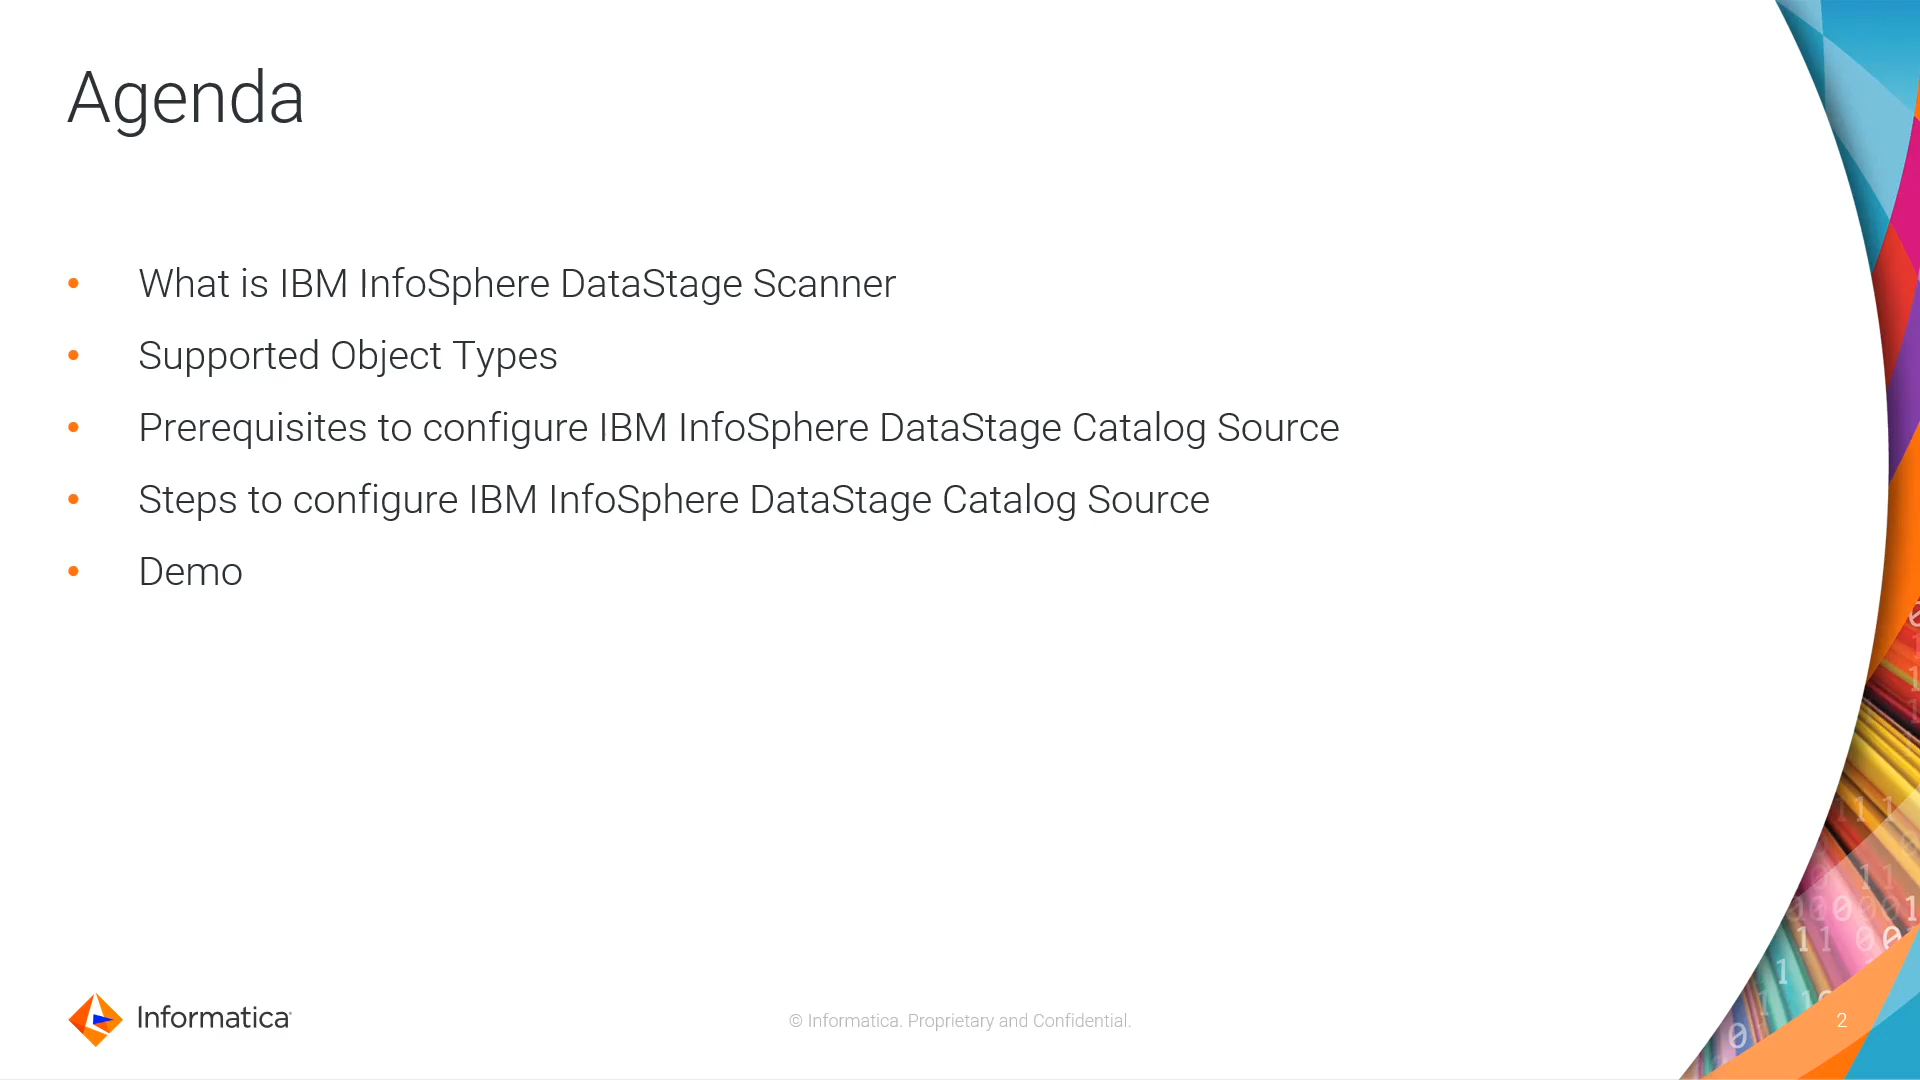 Agenda
• What is IBM InfoSphere DataStage Scanner
• Supported Object Types
• Prerequisites to configure IBM InfoSphere DataStage Catalog Source
• Steps to configure IBM InfoSphere DataStage Catalog Source
• Demo
Informatica
© Informatica. Proprietary and Confidential.
2